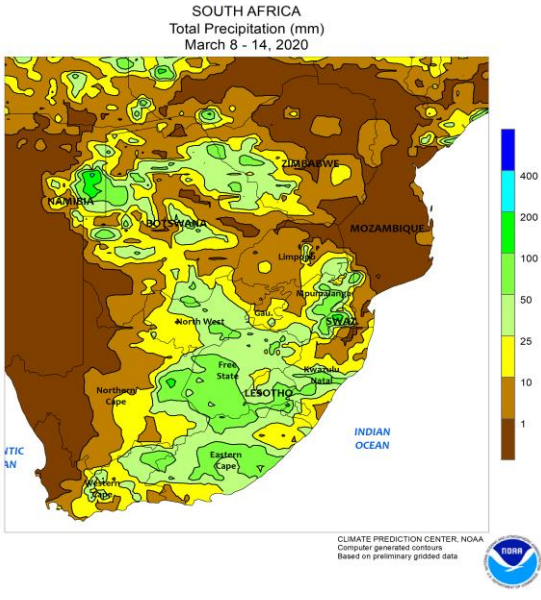 SOUTH AFRICA
Total Precipitation (mm)
March 8 - 14, 2020
ZIMBABWE
NAMIBIA
BOTSWANA
MOZAMBIQUE
Limpopo
Mpumalanga
Gau.
North West
SWAZ.
Free
State
Kwazulu
Natal
Northern
Cape
LESOTHO
INDIAN
OCEAN
NTIC
AN
Eastern
Cape
Western
Cape
400
200
100
50
25
10
1
CLIMATE PREDICTION CENTER, NOAA
Computer generated contours
Based on preliminary gridded data
NOAA